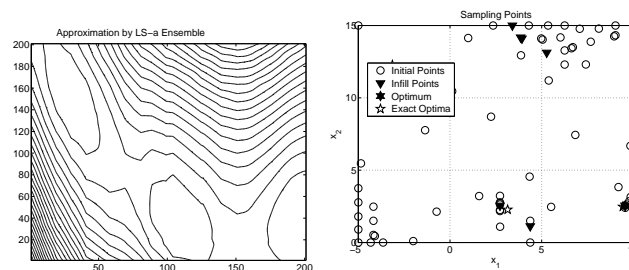 Approximation by LS-a Ensemble
200
180
160
140
120
100
80
60
40
20
50
100
150
200
Sampling Points
15
10
5
0
x2
Initial Points
Infill Points
Optimum
Exact Optima
-5
0
5
x1